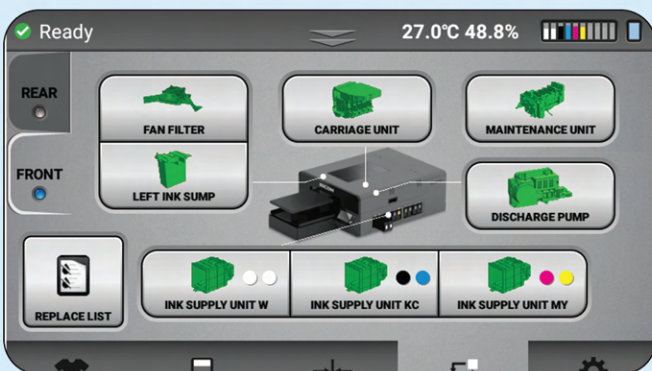 Ready
27.0℃ 48.8%
REAR
FAN FILTER
CARRIAGE UNIT
MAINTENANCE UNIT
FRONT
LEFT INK SUMP
DISCHARGE PUMP
REPLACE LIST
INK SUPPLY UNIT W
INK SUPPLY UNIT KC
INK SUPPLY UNIT MY